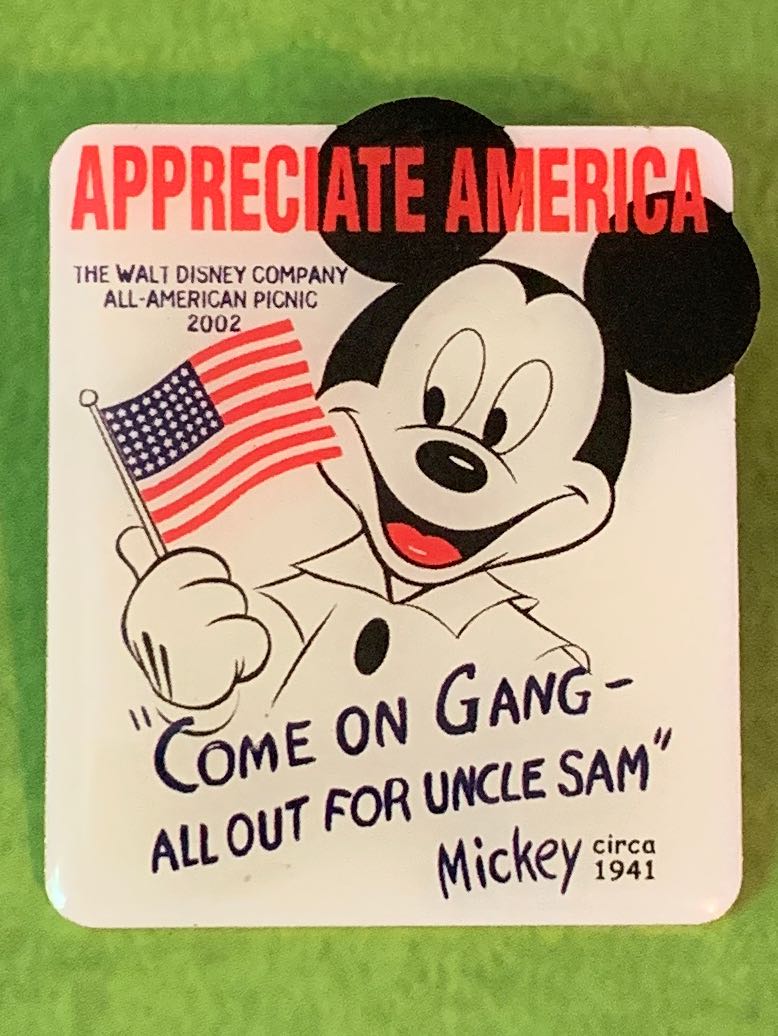 APPRECIATE AMERICA
THE WALT DISNEY COMPANY
ALL-AMERICAN PICNIC
2002
"COME ON GANG-
ALL OUT FOR UNCLE SAM"
Mickey circa
1941